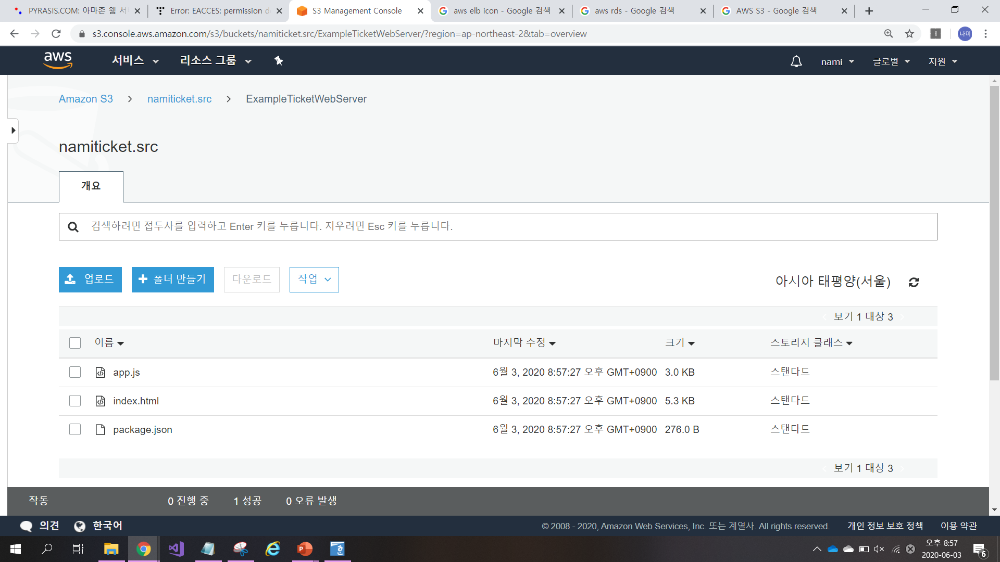 PYRASIS.COM: 아마존 웹 서
Error: EACCES: permission d
S3 Management Console
aws elb icon - Google 검색
aws rds - Google 검색
AWS S3 - Google 검색
s3.console.aws.amazon.com/s3/buckets/namiticket.src/ExampleTicketWebServer/?region=ap-northeast-2&tab=overview
나미
aws
서비스
리소스 그룹
nami
글로벌
지원
Amazon S3 > namiticket.src > ExampleTicketWebServer
namiticket.src
개요
검색하려면 접두사를 입력하고 Enter 키를 누릅니다. 지우려면 Esc 키를 누릅니다.
업로드
+ 폴더 만들기
다운로드
작업
아시아 태평양(서울)
보기 1 대상 3
이름 마지막 수정 크기 스토리지 클래스
app.js 6월 3, 2020 8:57:27 오후 GMT+0900 3.0 KB 스탠다드
index.html 6월 3, 2020 8:57:27 오후 GMT+0900 5.3 KB 스탠다드
package.json 6월 3, 2020 8:57:27 오후 GMT+0900 276.0 B 스탠다드
보기 1 대상 3
작동 0 진행 중 1 성공 0 오류 발생
의견 한국어 © 2008 - 2020, Amazon Web Services, Inc. 또는 계열사. All rights reserved. 개인 정보 보호 정책 이용 약관
오후 8:57
2020-06-03
6